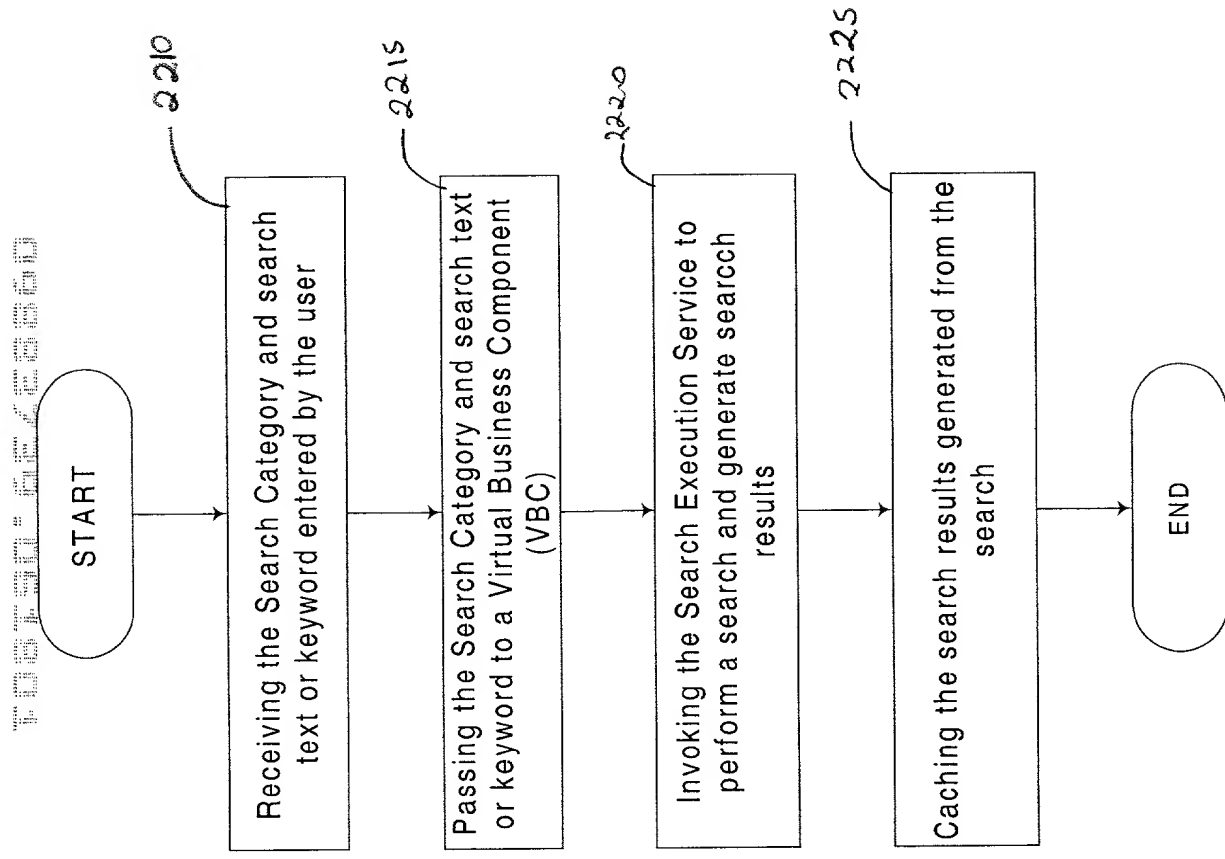 START
2210
Receiving the Search Category and search
text or keyword entered by the user
2215
Passing the Search Category and search text
or keyword to a Virtual Business Component
(VBC)
2220
Invoking the Search Execution Service to
perform a search and generate searcch
results
2225
Caching the search results generated from the
search
END